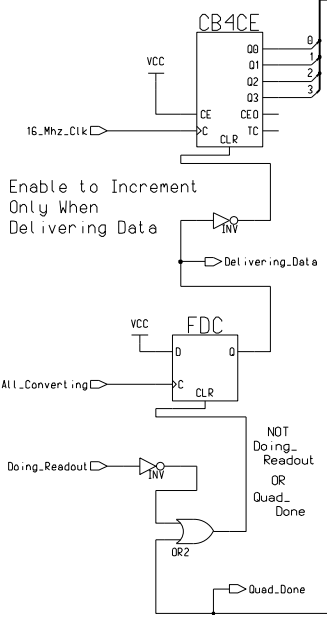 CB4CE
VCC
Q0
0
Q1
1
Q2
2
Q3
3
CE
CEO
16_Mhz_Clk
C
TC
CLR
Enable to Increment
Only When
Delivering Data
INV
Delivering_Data
VCC
FDC
D
Q
All_Converting
C
CLR
NOT
Doing_
Readout
OR
Quad_
Done
Doing_Readout
INV
OR2
Quad_Done